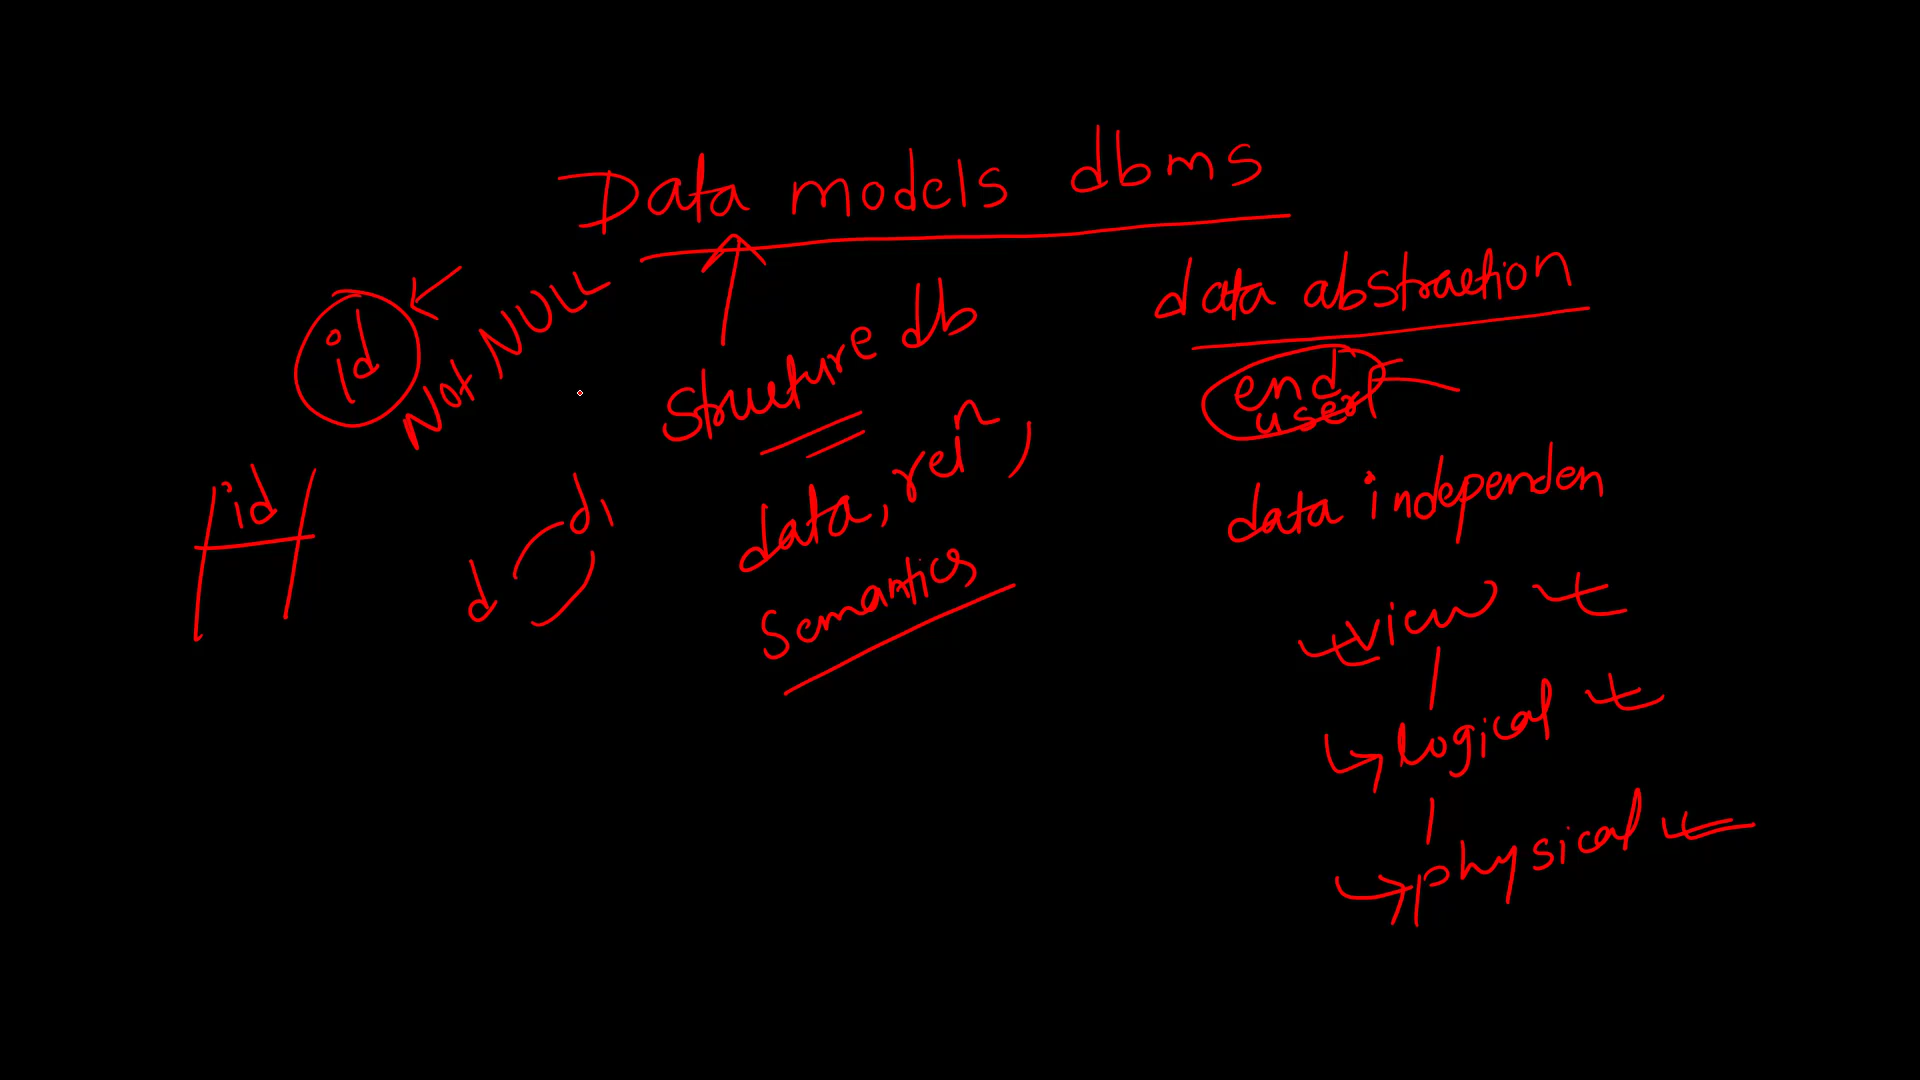 Data models dbms
id
Not NULL
id
d d1
structure db
data, relⁿ,
semantics
data abstraction
end
user
data independen
view
logical
physical